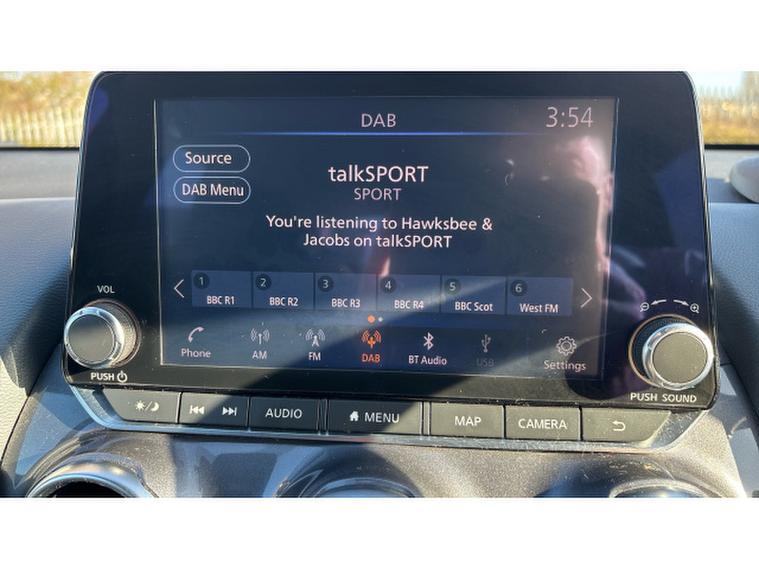 DAB
3:54
Source
DAB Menu
talkSPORT
SPORT
You're listening to Hawksbee &
Jacobs on talkSPORT
1 BBC R1
2 BBC R2
3 BBC R3
4 BBC R4
5 BBC Scot
6 West FM
Phone
AM
FM
DAB
BT Audio
USB
Settings
VOL
PUSH
PUSH SOUND
AUDIO
MENU
MAP
CAMERA